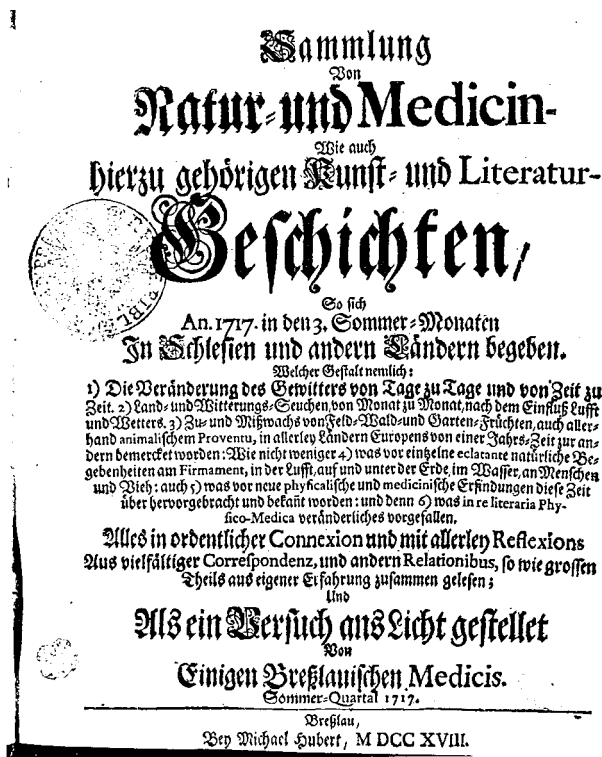 Sammlung
Von
Natur- und Medicin-
Wie auch
hierzu gehörigen Kunst- und Literatur-
Geschichten,
So sich
An. 1717. in den 3. Sommer-Monaten
In Schlesien und andern Ländern begeben.
Welcher Gestalt nemlich:
1) Die Veränderung des Gewitters von Tage zu Tage und von Zeit zu
Zeit. 2) Land- und Witterungs-Seuchen, von Monat zu Monat, nach dem Einfluß Lufft
und Wetters. 3) Zu- und Mißwachs von Feld- Wald- und Garten-Früchten, auch aller-
hand animalischem Proventu, in allerley Ländern Europens von einer Jahrs-Zeit zur an-
dern bemercket worden: Wie nicht weniger 4) was vor eintzelne eclatante natürliche Be-
gebenheiten am Firmament, in der Lufft, auf und unter der Erde, im Wasser, an Menschen
und Vieh: auch 5) was vor neue physicalische und medicinische Erfindungen diese Zeit
über hervorgebracht und bekañt worden: und denn 6) was in re literaria Phy-
sico-Medica veränderliches vorgefallen.
Alles in ordentlicher Connexion und mit allerley Reflexions
Aus vielfältiger Correspondenz, und andern Relationibus, so wie grossen
Theils aus eigener Erfahrung zusammen gelesen;
Und
Als ein Versuch ans Licht gestellet
Von
Einigen Breßlauischen Medicis.
Sommer-Quartal 1717.
Breßlau,
Bey Michael Hubert, M DCC XVIII.